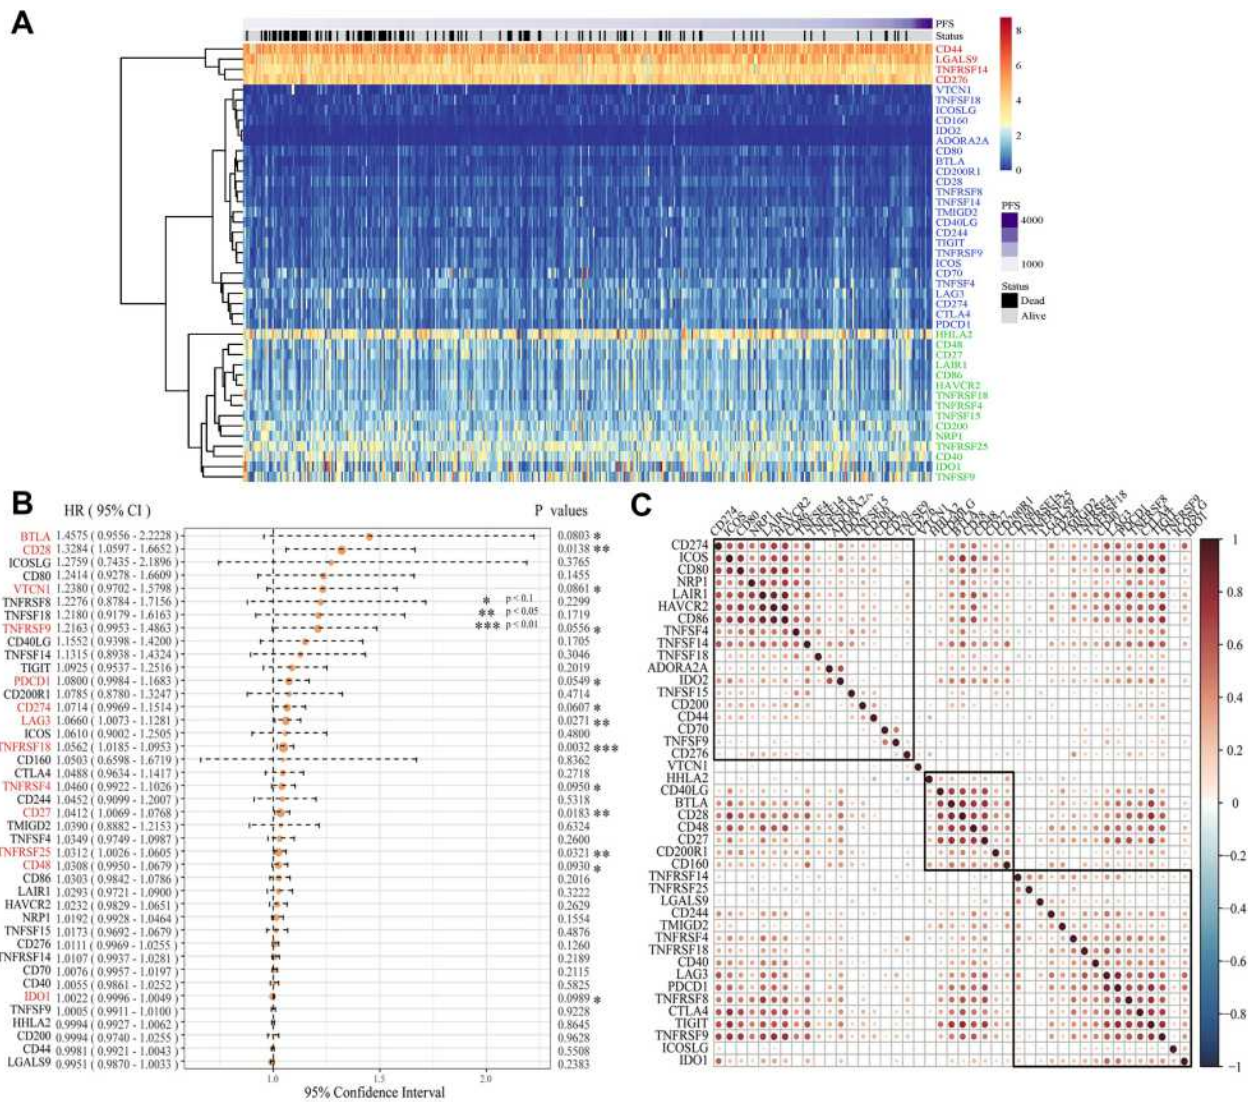 A
PFS
Status
CD44
LGALS9
TNFRSF14
CD276
VTCN1
TNFSF18
ICOSLG
CD160
IDO2
ADORA2A
CD80
BTLA
CD200R1
CD28
TNFRSF8
TNFSF14
TMIGD2
CD40LG
CD244
TIGIT
TNFRSF9
ICOS
CD70
TNFSF4
LAG3
CD274
CTLA4
PDCD1
HHLA2
CD48
CD27
LAIR1
CD86
HAVCR2
TNFRSF18
TNFRSF4
TNFSF15
CD200
NRP1
TNFRSF25
CD40
IDO1
TNFSF9
8
6
4
2
0
PFS
4000
1000
Status
Dead
Alive
B
HR ( 95% CI )
P values
BTLA 1.4575 ( 0.9556 - 2.2228 ) 0.0803 *
CD28 1.3284 ( 1.0597 - 1.6652 ) 0.0138 **
ICOSLG 1.2759 ( 0.7435 - 2.1896 ) 0.3765
CD80 1.2414 ( 0.9278 - 1.6609 ) 0.1455
VTCN1 1.2380 ( 0.9702 - 1.5798 ) 0.0861 *
TNFRSF8 1.2276 ( 0.8784 - 1.7156 ) 0.2299
TNFSF18 1.2180 ( 0.9179 - 1.6163 ) 0.1719
TNFRSF9 1.2163 ( 0.9953 - 1.4863 ) 0.0556 *
CD40LG 1.1552 ( 0.9398 - 1.4200 ) 0.1705
TNFSF14 1.1315 ( 0.8938 - 1.4324 ) 0.3046
TIGIT 1.0925 ( 0.9537 - 1.2516 ) 0.2019
PDCD1 1.0800 ( 0.9984 - 1.1683 ) 0.0549 *
CD200R1 1.0785 ( 0.8780 - 1.3247 ) 0.4714
CD274 1.0714 ( 0.9969 - 1.1514 ) 0.0607 *
LAG3 1.0660 ( 1.0073 - 1.1281 ) 0.0271 **
ICOS 1.0610 ( 0.9002 - 1.2505 ) 0.4800
TNFRSF18 1.0562 ( 1.0185 - 1.0953 ) 0.0032 ***
CD160 1.0503 ( 0.6598 - 1.6719 ) 0.8362
CTLA4 1.0488 ( 0.9634 - 1.1417 ) 0.2718
TNFRSF4 1.0460 ( 0.9922 - 1.1026 ) 0.0950 *
CD244 1.0452 ( 0.9099 - 1.2007 ) 0.5318
CD27 1.0412 ( 1.0069 - 1.0768 ) 0.0183 **
TMIGD2 1.0390 ( 0.8882 - 1.2153 ) 0.6324
TNFSF4 1.0349 ( 0.9749 - 1.0987 ) 0.2600
TNFRSF25 1.0312 ( 1.0026 - 1.0605 ) 0.0321 **
CD48 1.0308 ( 0.9950 - 1.0679 ) 0.0930 *
CD86 1.0303 ( 0.9842 - 1.0786 ) 0.2016
LAIR1 1.0293 ( 0.9721 - 1.0900 ) 0.3222
HAVCR2 1.0232 ( 0.9829 - 1.0651 ) 0.2629
NRP1 1.0192 ( 0.9928 - 1.0464 ) 0.1554
TNFSF15 1.0173 ( 0.9692 - 1.0679 ) 0.4876
CD276 1.0111 ( 0.9969 - 1.0255 ) 0.1260
TNFRSF14 1.0107 ( 0.9937 - 1.0281 ) 0.2189
CD70 1.0076 ( 0.9957 - 1.0197 ) 0.2115
CD40 1.0055 ( 0.9861 - 1.0252 ) 0.5825
IDO1 1.0022 ( 0.9996 - 1.0049 ) 0.0989 *
TNFSF9 1.0005 ( 0.9911 - 1.0100 ) 0.9228
HHLA2 0.9994 ( 0.9927 - 1.0062 ) 0.8645
CD200 0.9994 ( 0.9740 - 1.0255 ) 0.9628
CD44 0.9981 ( 0.9921 - 1.0043 ) 0.5508
LGALS9 0.9951 ( 0.9870 - 1.0033 ) 0.2383
* p < 0.1
** p < 0.05
*** p < 0.01
1.0 1.5 2.0
95% Confidence Interval
C
CD274
ICOS
CD80
NRP1
LAIR1
HAVCR2
CD86
TNFSF4
TNFSF14
TNFSF18
ADORA2A
IDO2
TNFSF15
CD200
CD44
CD70
TNFSF9
CD276
VTCN1
HHLA2
CD40LG
BTLA
CD28
CD48
CD27
CD200R1
CD160
TNFRSF14
TNFRSF25
LGALS9
CD244
TMIGD2
TNFRSF4
TNFRSF18
CD40
LAG3
PDCD1
TNFRSF8
CTLA4
TIGIT
TNFRSF9
ICOSLG
IDO1
1
0.8
0.6
0.4
0.2
0
−0.2
−0.4
−0.6
−0.8
−1